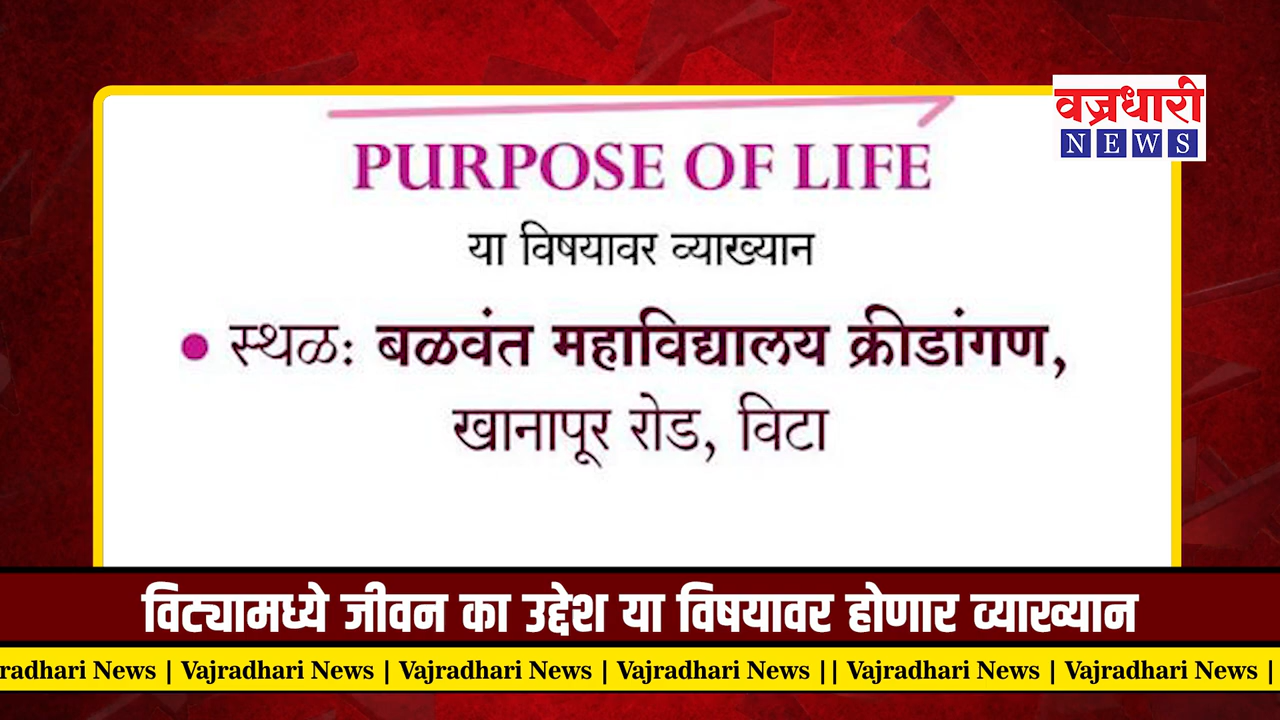 वज्रधारी
NEWS
PURPOSE OF LIFE
या विषयावर व्याख्यान
• स्थळ: बळवंत महाविद्यालय क्रीडांगण,
खानापूर रोड, विटा
विट्यामध्ये जीवन का उद्देश या विषयावर होणार व्याख्यान
radhari News | Vajradhari News | Vajradhari News | Vajradhari News || Vajradhari News | Vajradhari News |